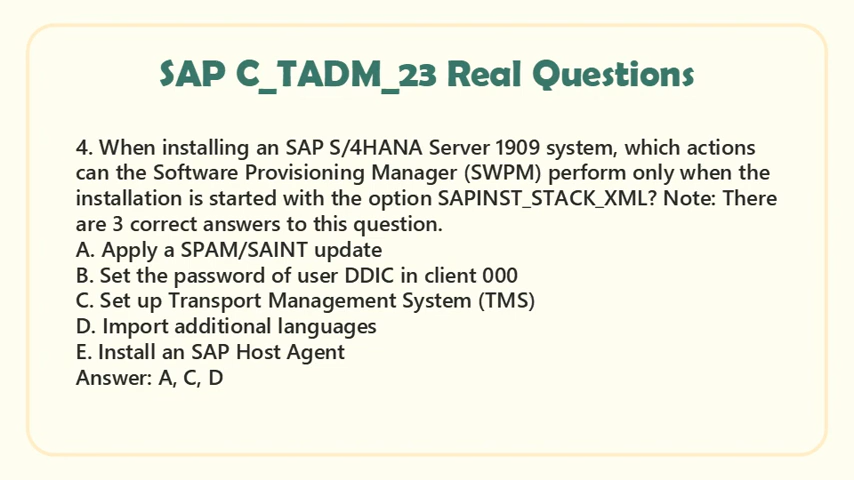 SAP C_TADM_23 Real Questions
4. When installing an SAP S/4HANA Server 1909 system, which actions
can the Software Provisioning Manager (SWPM) perform only when the
installation is started with the option SAPINST_STACK_XML? Note: There
are 3 correct answers to this question.
A. Apply a SPAM/SAINT update
B. Set the password of user DDIC in client 000
C. Set up Transport Management System (TMS)
D. Import additional languages
E. Install an SAP Host Agent
Answer: A, C, D